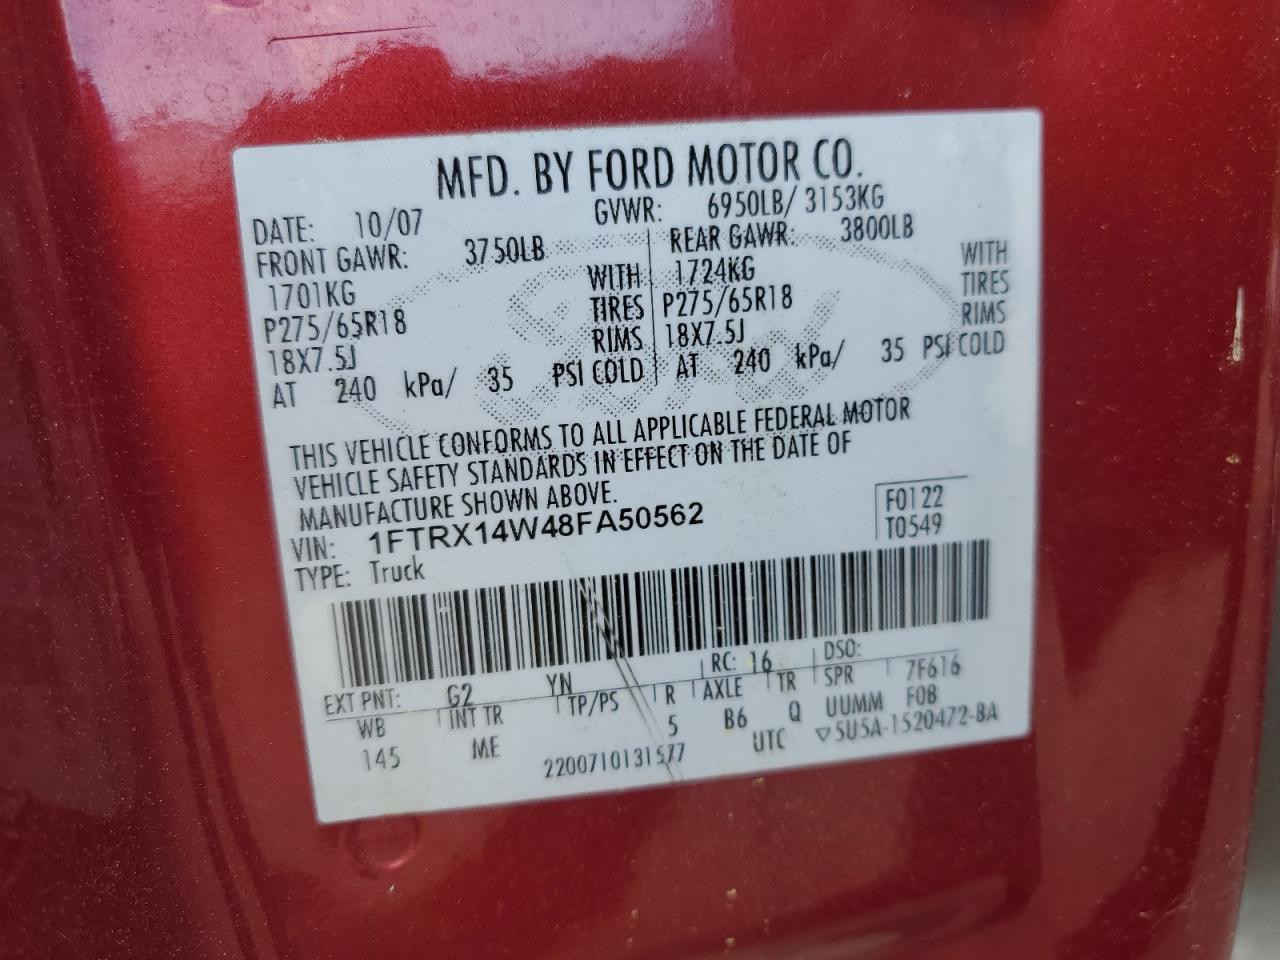 MFD. BY FORD MOTOR CO.
DATE: 10/07 GVWR: 6950LB/ 3153KG
FRONT GAWR: 3750LB REAR GAWR: 3800LB
1701KG WITH 1724KG WITH
P275/65R18 TIRES P275/65R18 TIRES
18X7.5J RIMS 18X7.5J RIMS
AT 240 kPa/ 35 PSI COLD AT 240 kPa/ 35 PSI COLD
THIS VEHICLE CONFORMS TO ALL APPLICABLE FEDERAL MOTOR
VEHICLE SAFETY STANDARDS IN EFFECT ON THE DATE OF
MANUFACTURE SHOWN ABOVE.
VIN: 1FTRX14W48FA50562 F0122
TYPE: Truck T0549
EXT PNT: G2 YN RC: 16 DSO:
WB INT TR TP/PS R AXLE TR SPR 7F616
145 ME 5 B6 Q UUMM FOB
2200710131577 UTC ▽5U5A-1520472-BA